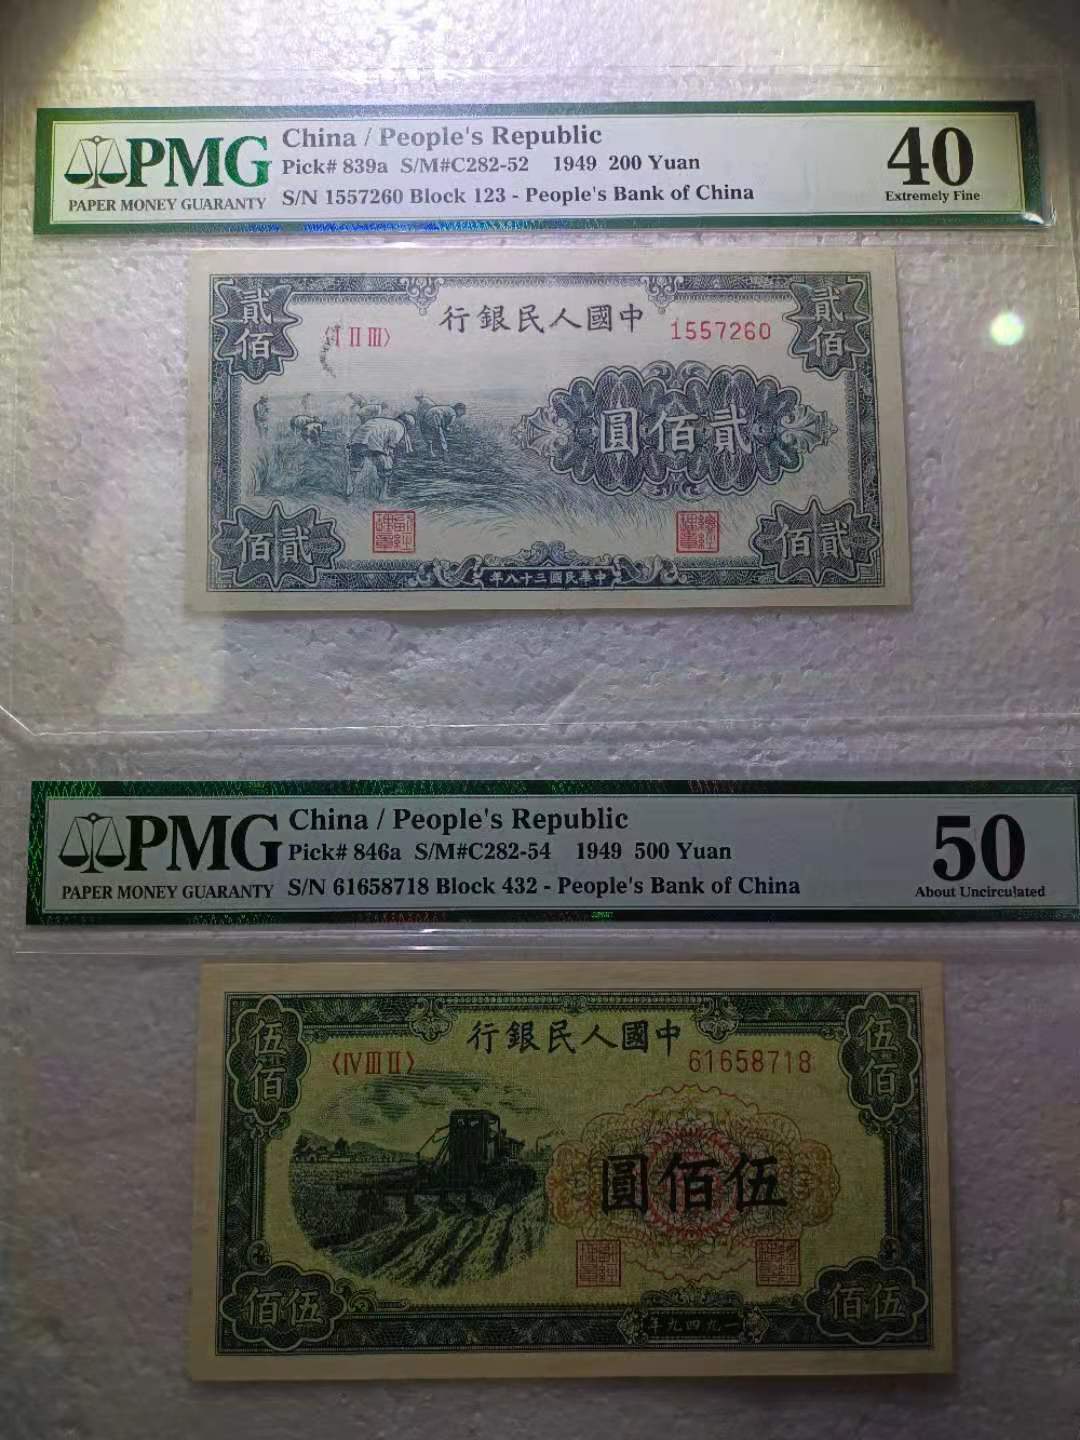 PMG
PAPER MONEY GUARANTY
China / People's Republic
Pick# 839a S/M#C282-52 1949 200 Yuan
S/N 1557260 Block 123 - People's Bank of China
40
Extremely Fine
行銀民人國中
〈I II III〉
1557260
貳佰
貳佰
圓佰貳
佰貳
佰貳
年八十三國民華中
PMG
PAPER MONEY GUARANTY
China / People's Republic
Pick# 846a S/M#C282-54 1949 500 Yuan
S/N 61658718 Block 432 - People's Bank of China
50
About Uncirculated
PMG
行銀民人國中
〈IV III II〉
61658718
伍佰
伍佰
圓佰伍
佰伍
佰伍
年九四九一